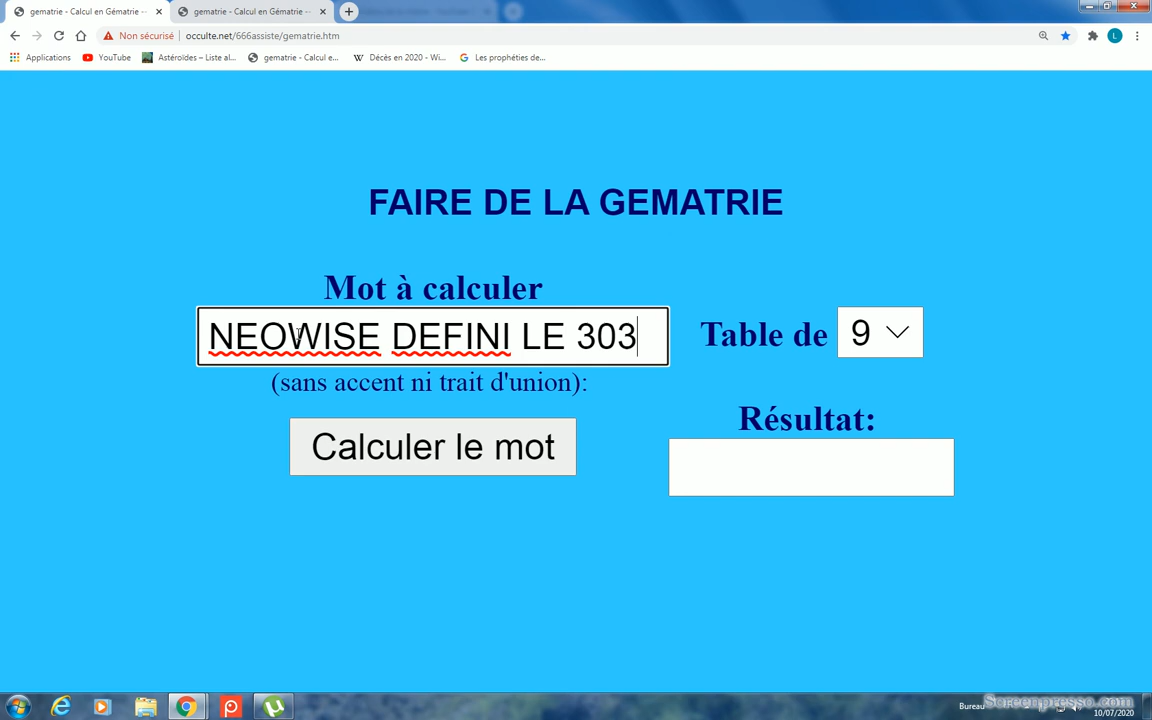 gematrie - Calcul en Gématrie -
gematrie - Calcul en Gématrie --
Non sécurisé
occulte.net/666assiste/gematrie.htm
L
Applications
YouTube
Astéroïdes – Liste al...
gematrie - Calcul e...
Décès en 2020 - Wi...
Les prophéties de...
FAIRE DE LA GEMATRIE
Mot à calculer
NEOWISE DEFINI LE 303
Table de
9
(sans accent ni trait d'union):
Résultat:
Calculer le mot
Bureau
Screenpresso.com
10/07/2020